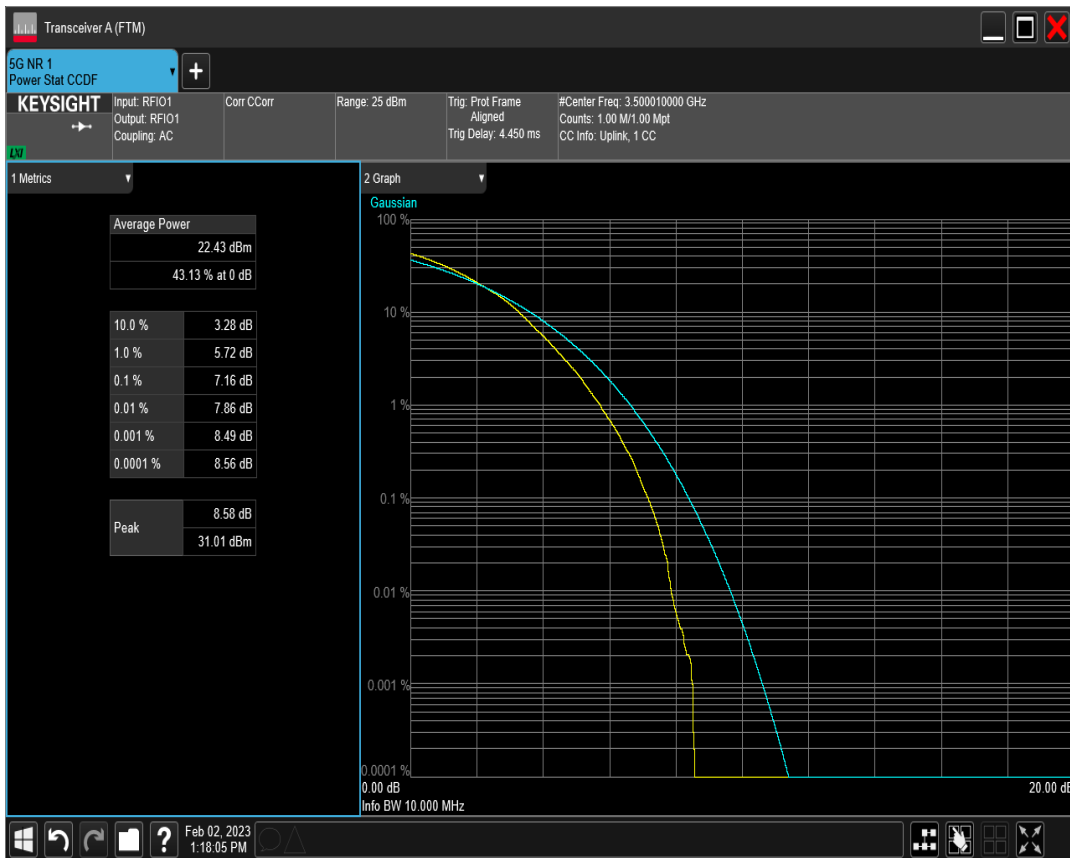 Transceiver A (FTM)
5G NR 1
Power Stat CCDF
+
KEYSIGHT
LXI
Input: RFIO1
Output: RFIO1
Coupling: AC
Corr CCorr
Range: 25 dBm
Trig: Prot Frame
Aligned
Trig Delay: 4.450 ms
#Center Freq: 3.500010000 GHz
Counts: 1.00 M/1.00 Mpt
CC Info: Uplink, 1 CC
1 Metrics
Average Power
22.43 dBm
43.13 % at 0 dB
10.0 % 3.28 dB
1.0 % 5.72 dB
0.1 % 7.16 dB
0.01 % 7.86 dB
0.001 % 8.49 dB
0.0001 % 8.56 dB
Peak
8.58 dB
31.01 dBm
2 Graph
Gaussian
100 %
10 %
1 %
0.1 %
0.01 %
0.001 %
0.0001 %
0.00 dB 20.00 dB
Info BW 10.000 MHz
?
Feb 02, 2023
1:18:05 PM